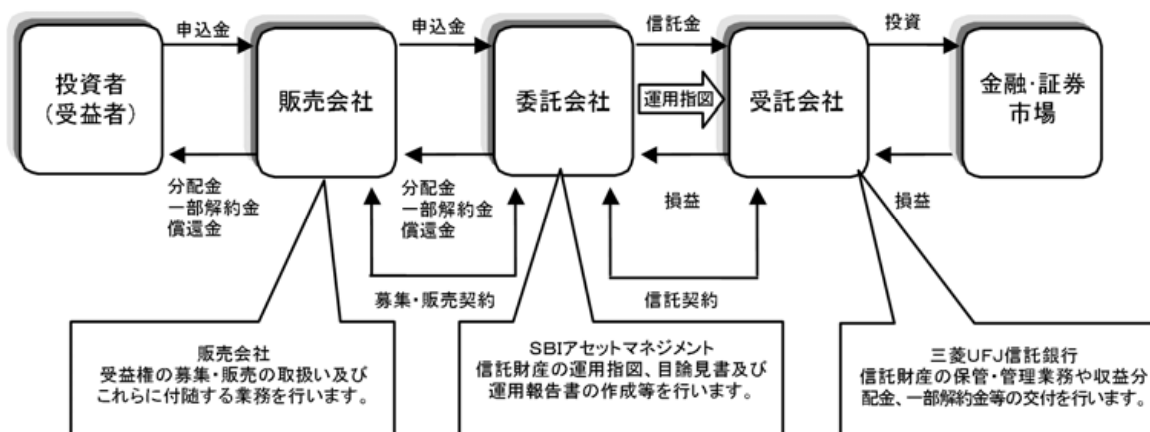 申込金
申込金
信託金
投資
投資者
(受益者)
販売会社
委託会社
運用指図
受託会社
金融・証券
市場
分配金
一部解約金
償還金
分配金
一部解約金
償還金
損益
損益
募集・販売契約
信託契約
販売会社
受益権の募集・販売の取扱い及び
これらに付随する業務を行います。
SBIアセットマネジメント
信託財産の運用指図、目論見書及び
運用報告書の作成等を行います。
三菱UFJ信託銀行
信託財産の保管・管理業務や収益分
配金、一部解約金等の交付を行います。